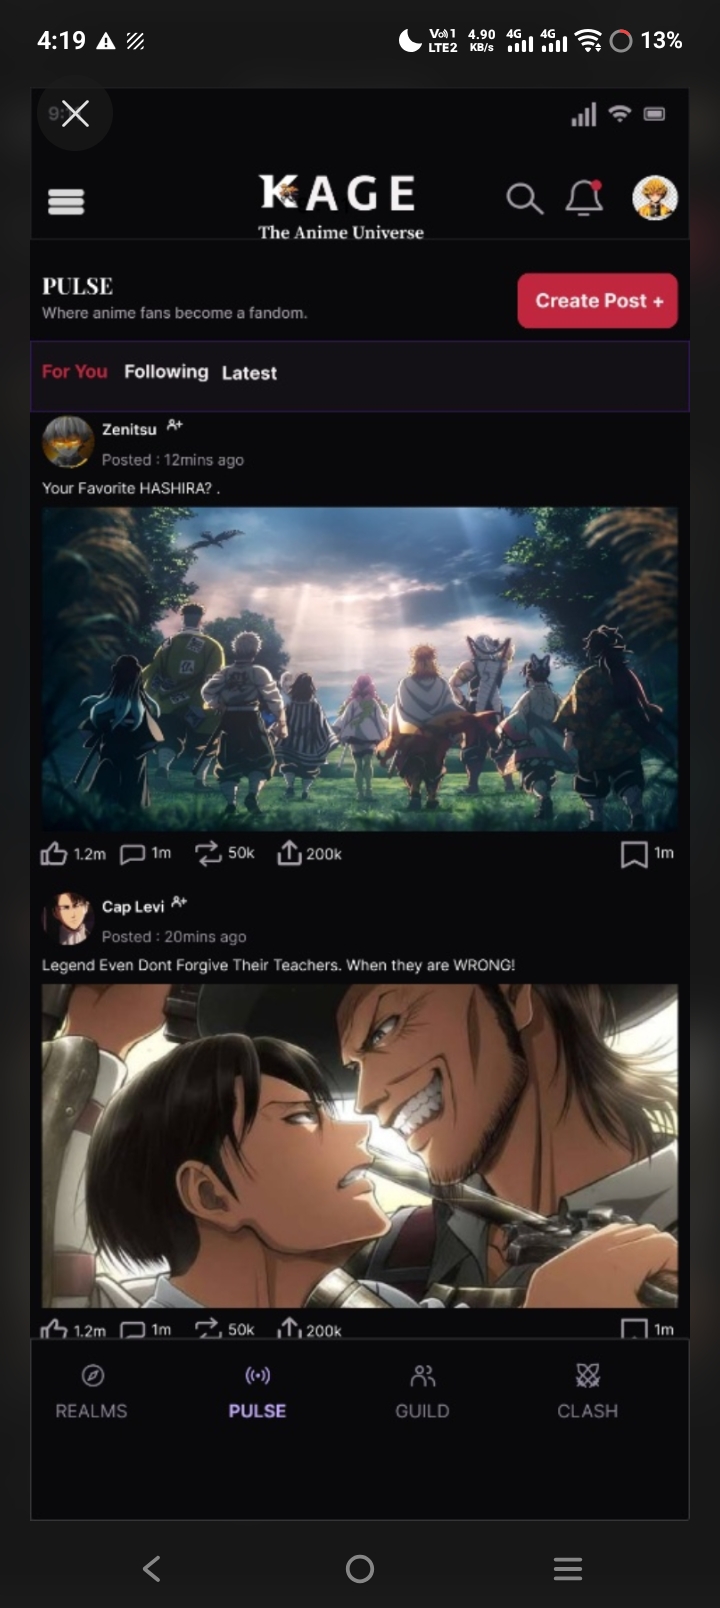 4:19
Vo)) 1 LTE2 4.90 KB/s 4G 4G 13%
KAGE
The Anime Universe
PULSE
Where anime fans become a fandom.
Create Post +
For You Following Latest
Zenitsu
Posted : 12mins ago
Your Favorite HASHIRA? .
1.2m 1m 50k 200k 1m
Cap Levi
Posted : 20mins ago
Legend Even Dont Forgive Their Teachers. When they are WRONG!
1.2m 1m 50k 200k 1m
REALMS PULSE GUILD CLASH